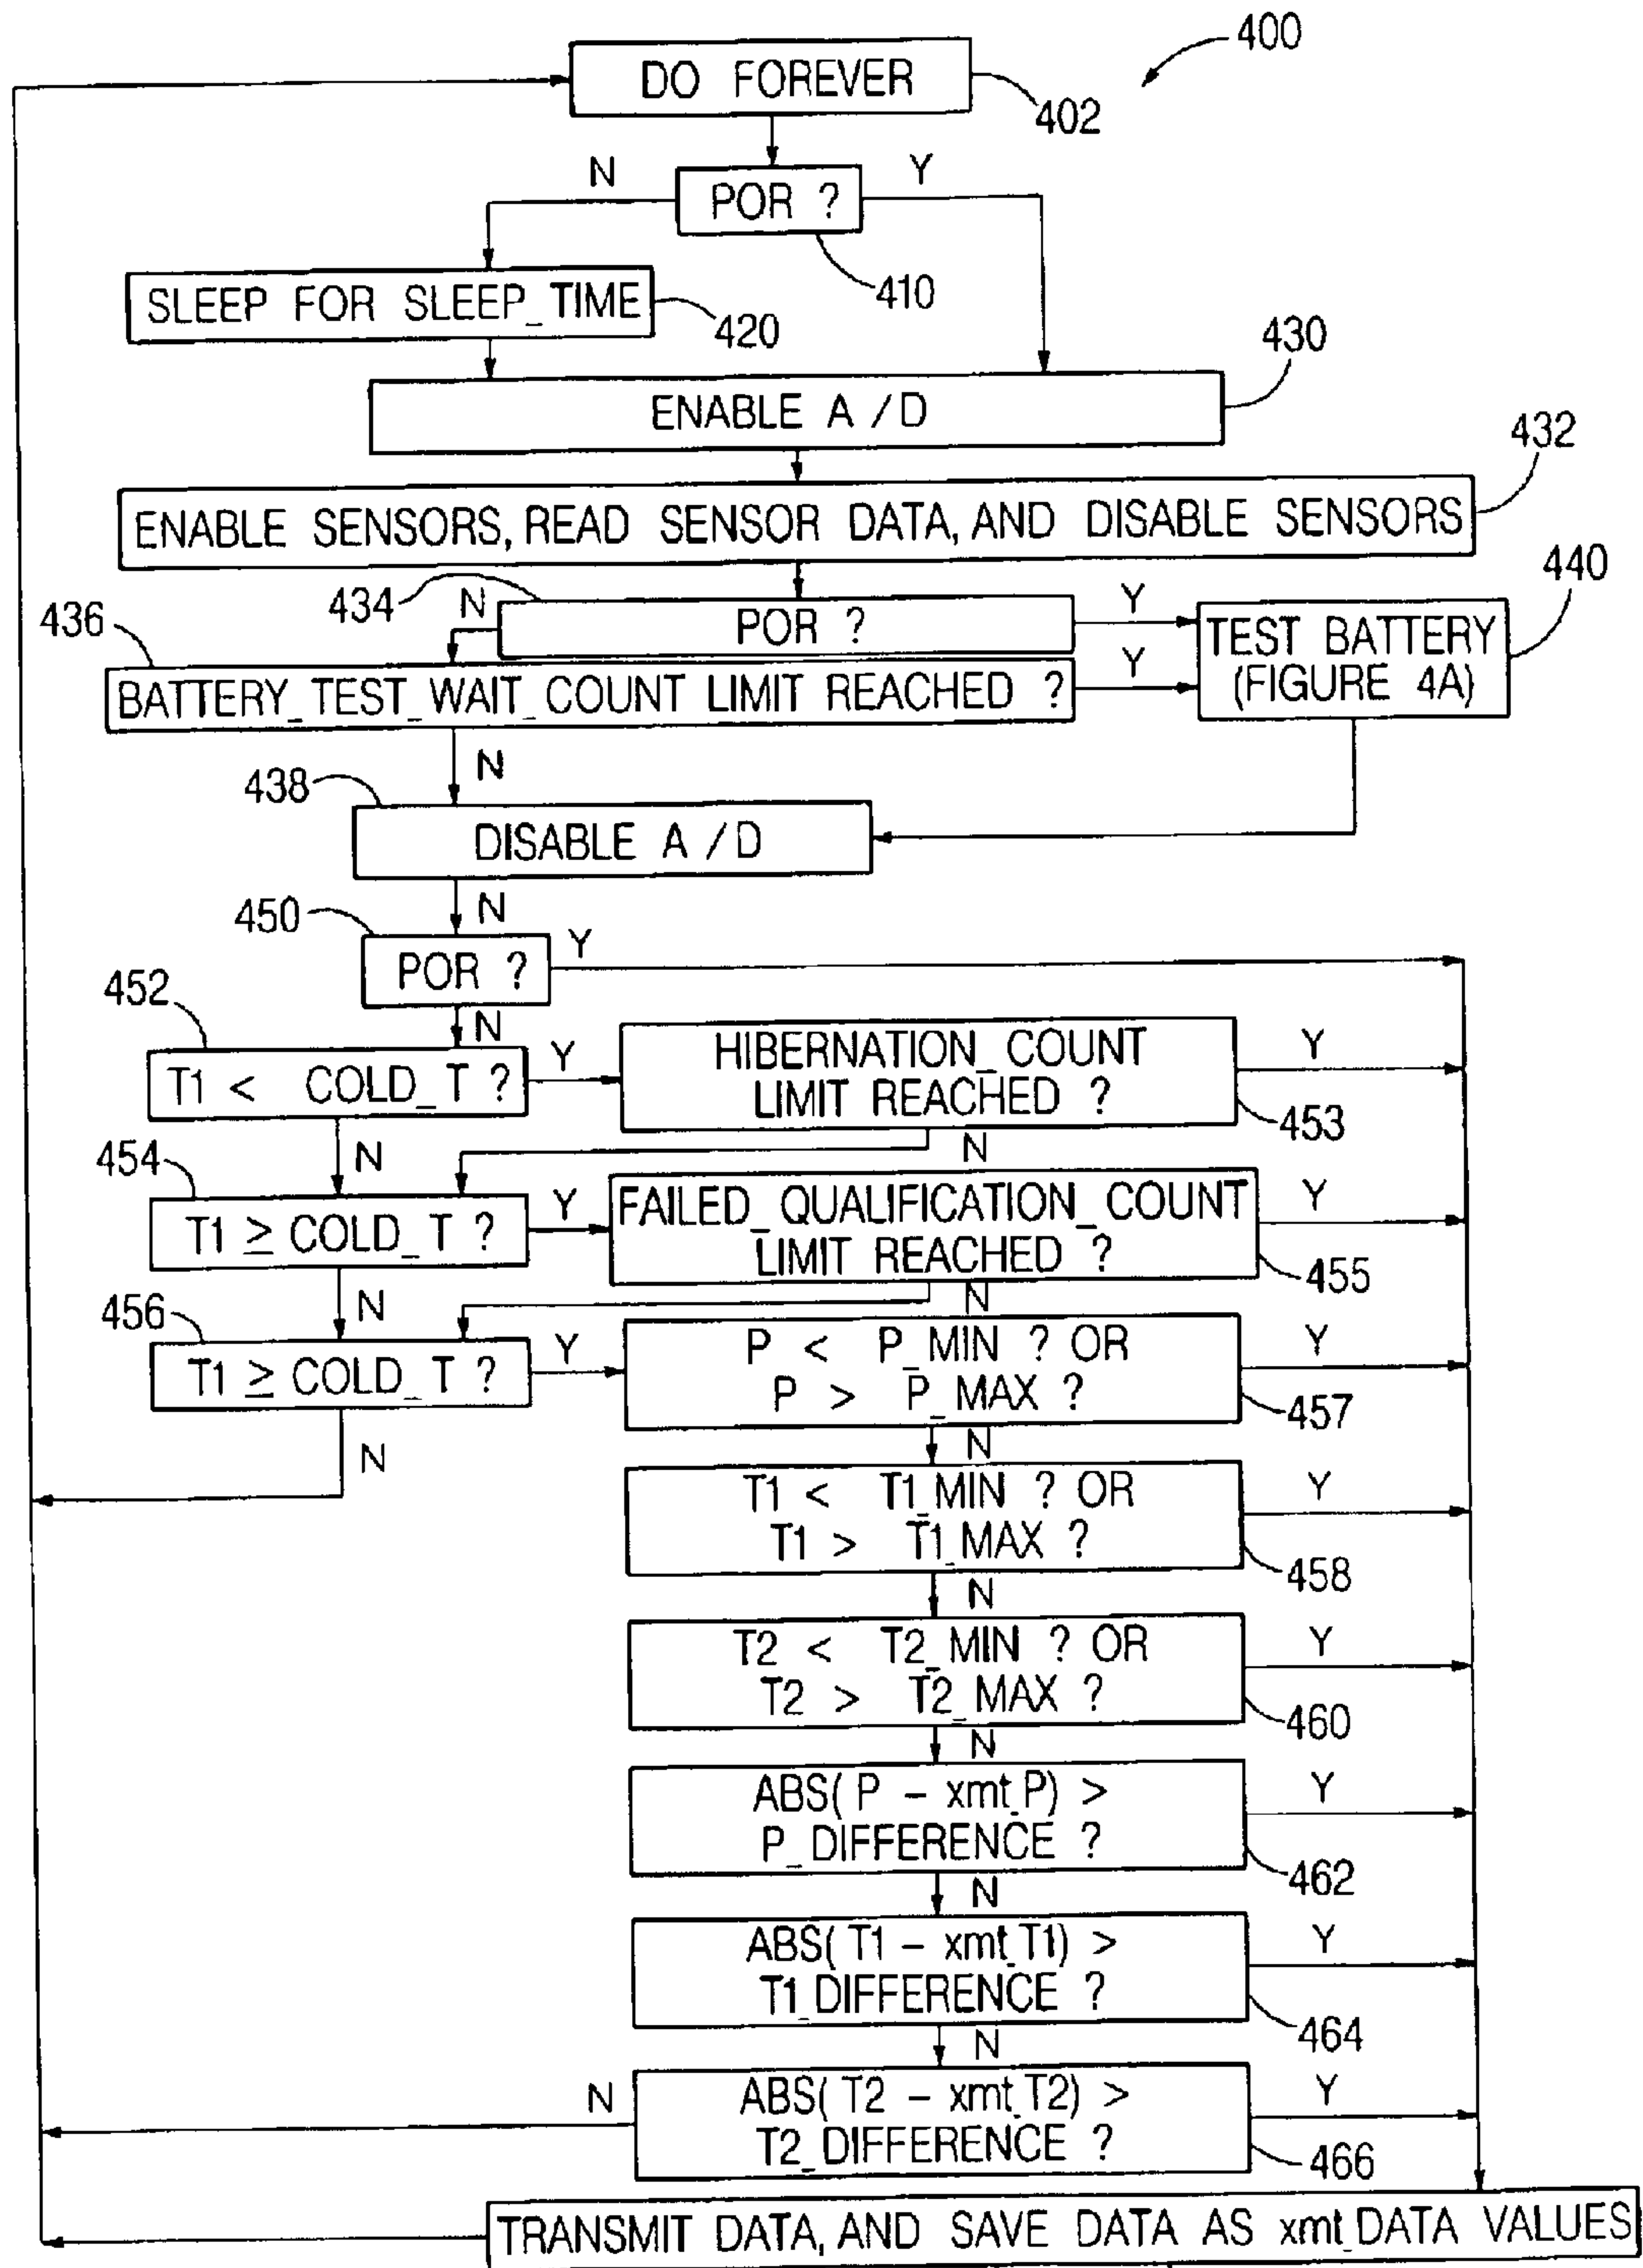 400
DO FOREVER
402
N
Y
POR ?
410
SLEEP FOR SLEEP_TIME
420
430
ENABLE A / D
432
ENABLE SENSORS, READ SENSOR DATA, AND DISABLE SENSORS
434
N
POR ?
Y
440
TEST BATTERY
(FIGURE 4A)
436
BATTERY_TEST_WAIT_COUNT LIMIT REACHED ?
Y
N
438
DISABLE A / D
N
450
POR ?
Y
N
452
T1 < COLD_T ?
Y
HIBERNATION_COUNT
LIMIT REACHED ?
Y
453
N
N
454
T1 ≥ COLD_T ?
Y
FAILED_QUALIFICATION_COUNT
LIMIT REACHED ?
Y
455
N
N
456
T1 ≥ COLD_T ?
Y
P < P_MIN ? OR
P > P_MAX ?
Y
457
N
N
T1 < T1_MIN ? OR
T1 > T1_MAX ?
Y
458
N
T2 < T2_MIN ? OR
T2 > T2_MAX ?
Y
460
N
ABS( P – xmt_P) >
P_DIFFERENCE ?
Y
462
N
ABS( T1 – xmt_T1) >
T1_DIFFERENCE ?
Y
464
N
N
ABS( T2 – xmt_T2) >
T2_DIFFERENCE ?
Y
466
TRANSMIT DATA, AND SAVE DATA AS xmt_DATA VALUES